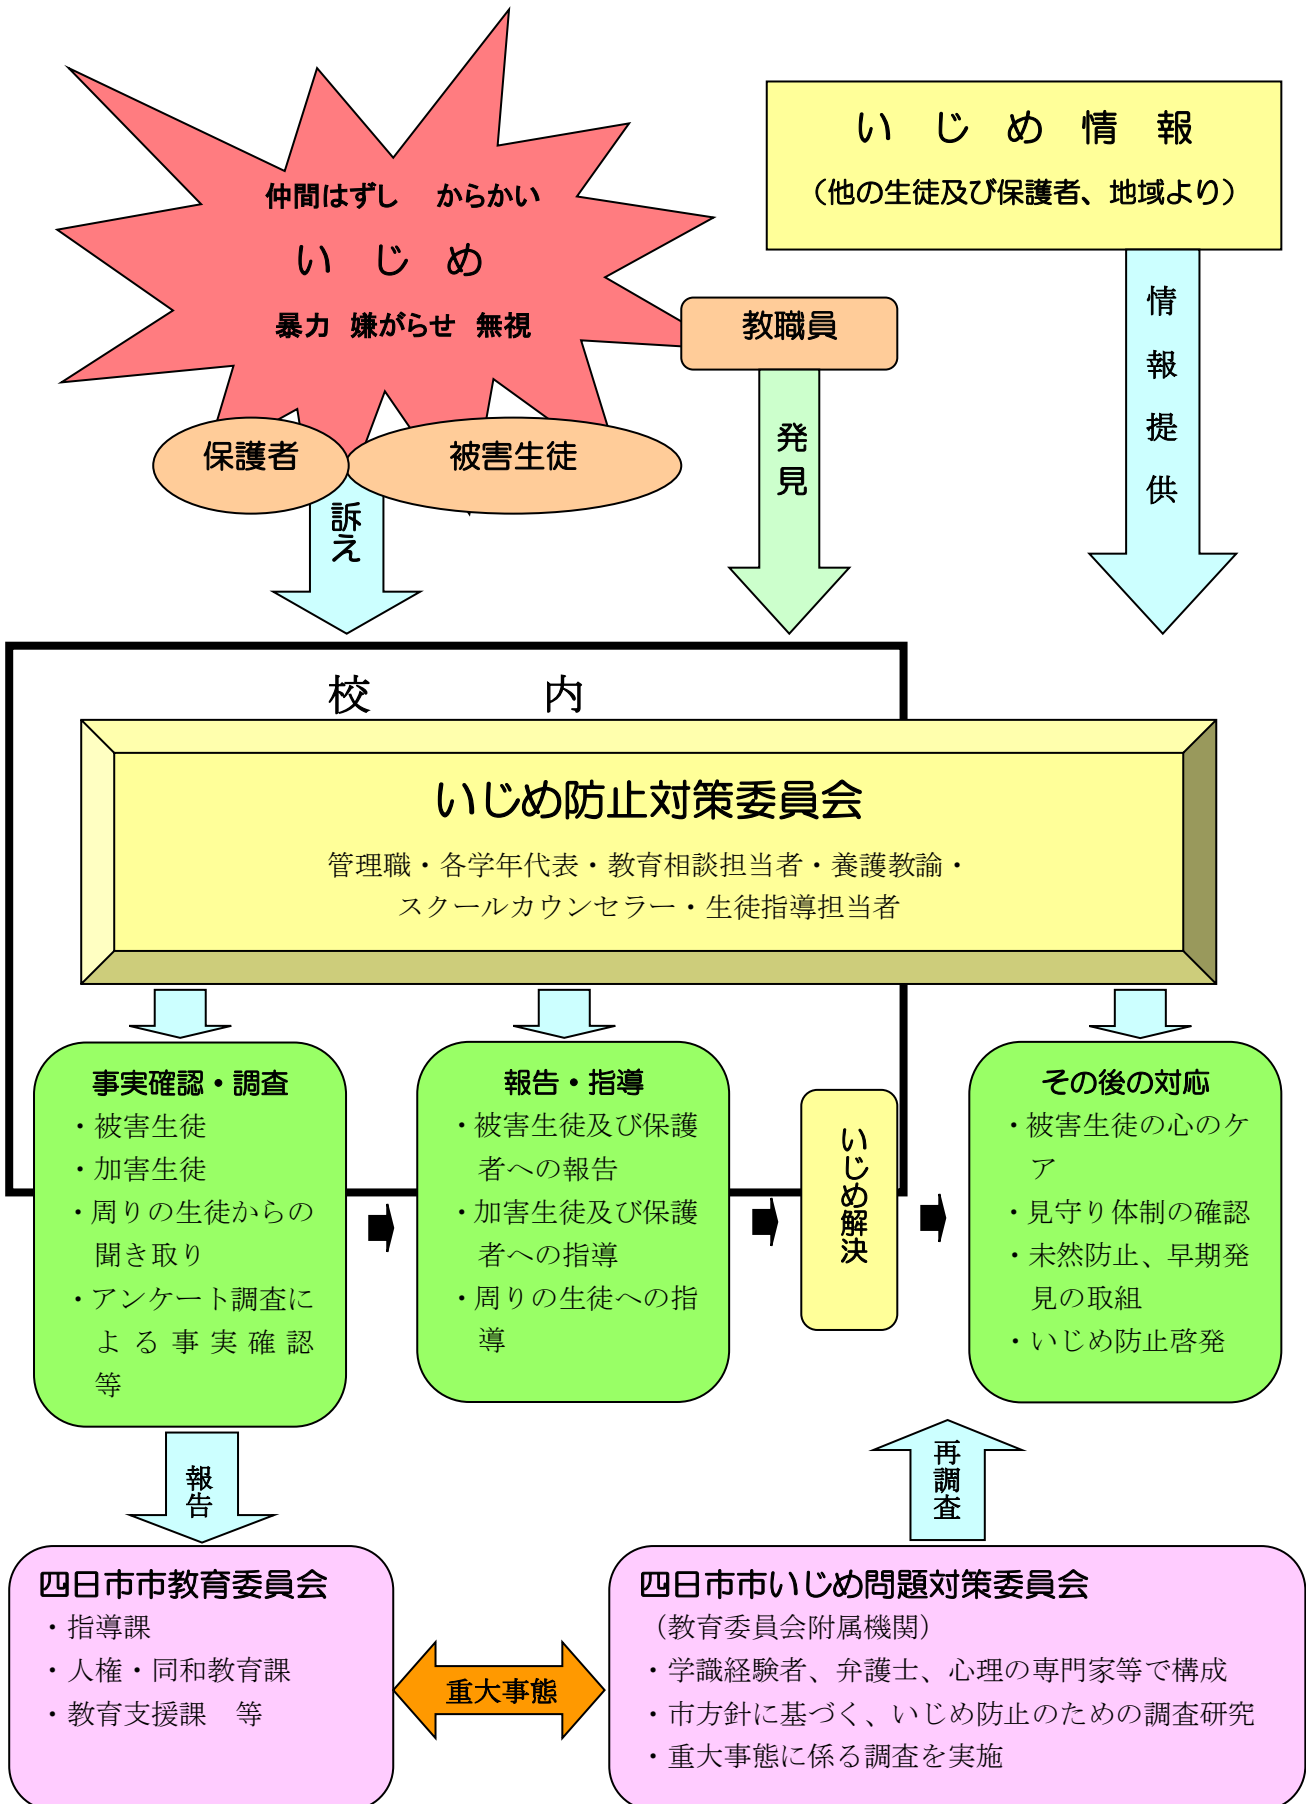 仲間はずし　からかい
い　じ　め
暴力　嫌がらせ　無視
い　じ　め　情　報
（他の生徒及び保護者、地域より）
教職員
保護者
被害生徒
訴え
発見
情報提供
校　　　　内
いじめ防止対策委員会
管理職・各学年代表・教育相談担当者・養護教諭・
スクールカウンセラー・生徒指導担当者
事実確認・調査
・被害生徒
・加害生徒
・周りの生徒からの
聞き取り
・アンケート調査に
よる事実確認
等
報告・指導
・被害生徒及び保護
者への報告
・加害生徒及び保護
者への指導
・周りの生徒への指
導
いじめ解決
その後の対応
・被害生徒の心のケ
ア
・見守り体制の確認
・未然防止、早期発
見の取組
・いじめ防止啓発
報告
再調査
四日市市教育委員会
・指導課
・人権・同和教育課
・教育支援課　等
重大事態
四日市市いじめ問題対策委員会
（教育委員会附属機関）
・学識経験者、弁護士、心理の専門家等で構成
・市方針に基づく、いじめ防止のための調査研究
・重大事態に係る調査を実施